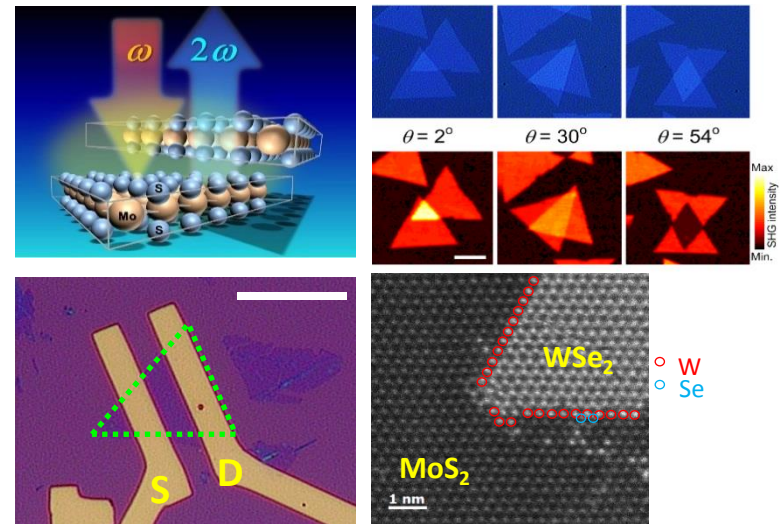 ω
2ω
S
Mo
S
θ = 2°
θ = 30°
θ = 54°
Max
SHG intensity
Min.
S
D
WSe₂
MoS₂
1 nm
W
Se